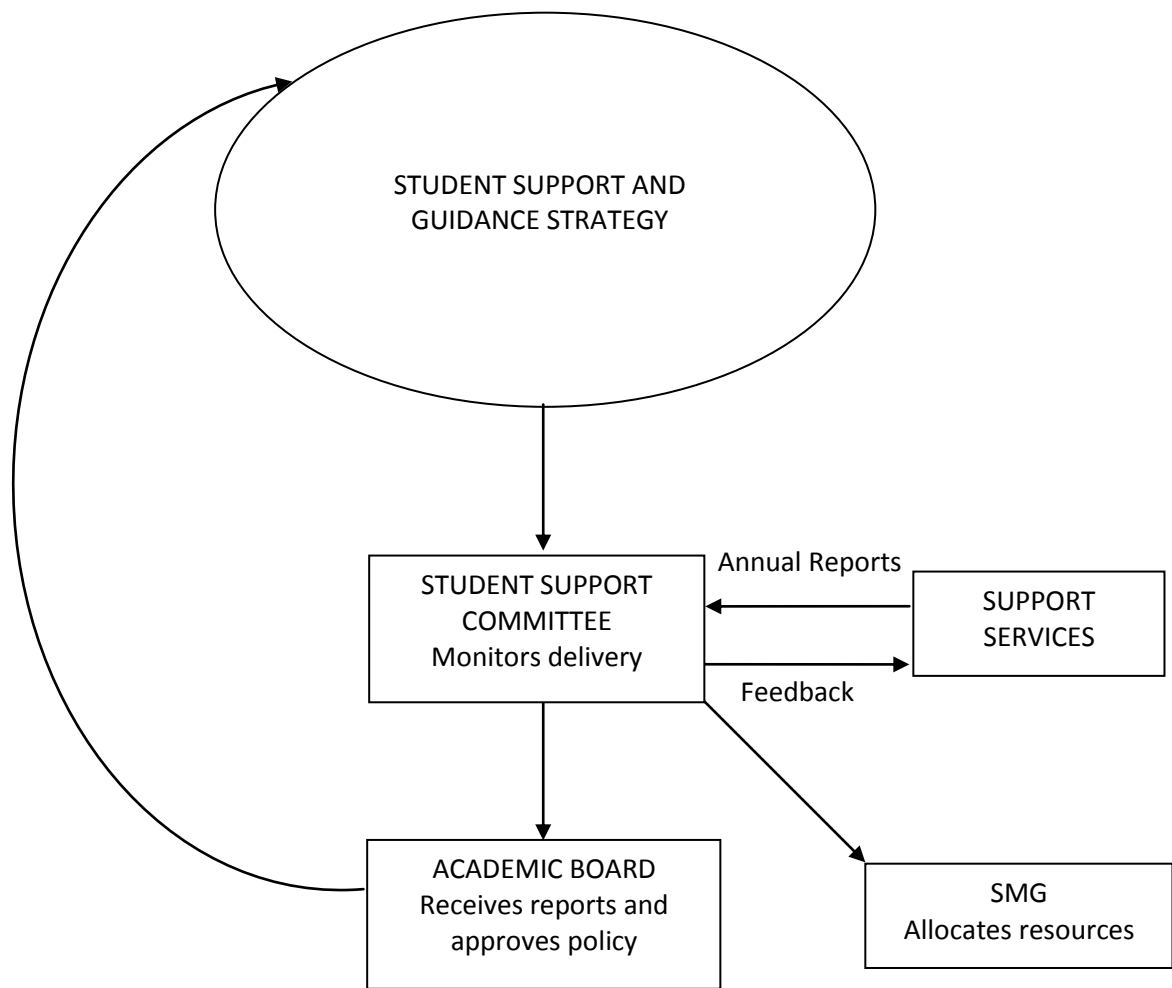 STUDENT SUPPORT AND
GUIDANCE STRATEGY
Annual Reports
STUDENT SUPPORT
COMMITTEE
Monitors delivery
SUPPORT
SERVICES
Feedback
ACADEMIC BOARD
Receives reports and
approves policy
SMG
Allocates resources